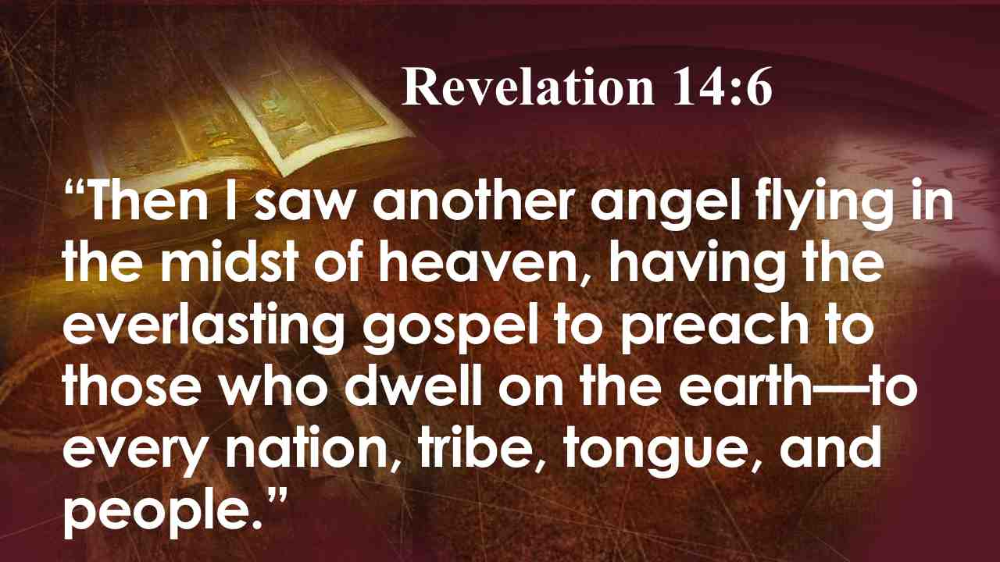 Revelation 14:6
“Then I saw another angel flying in
the midst of heaven, having the
everlasting gospel to preach to
those who dwell on the earth—to
every nation, tribe, tongue, and
people.”